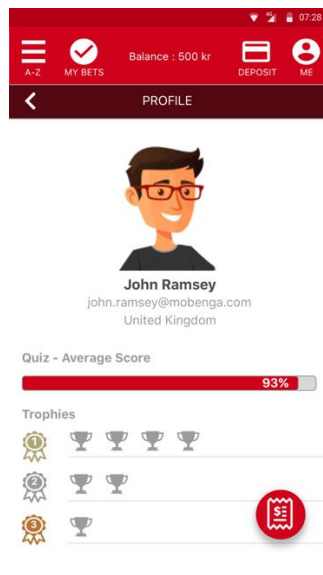 4G 07:28
A-Z
MY BETS
Balance : 500 kr
DEPOSIT
ME
PROFILE
John Ramsey
john.ramsey@mobenga.com
United Kingdom
Quiz - Average Score
93%
Trophies
1
2
3
$